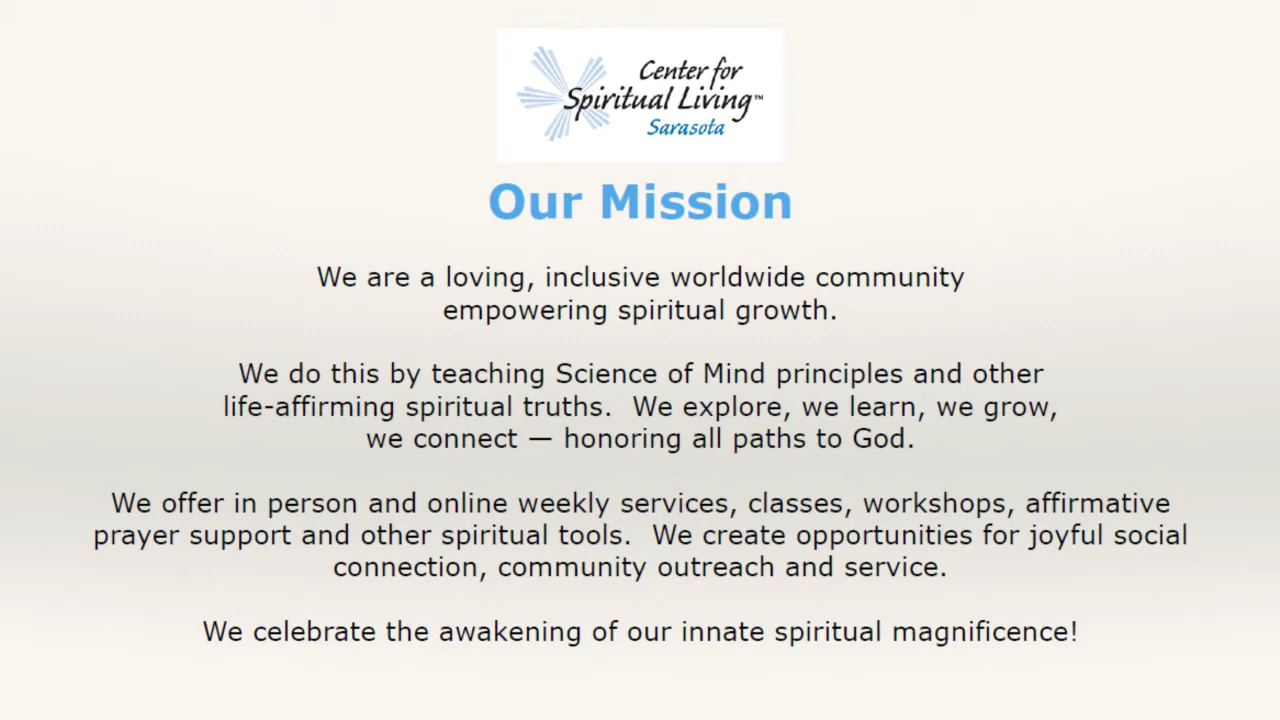 Center for
Spiritual Living™
Sarasota
Our Mission
We are a loving, inclusive worldwide community
empowering spiritual growth.
We do this by teaching Science of Mind principles and other
life-affirming spiritual truths.  We explore, we learn, we grow,
we connect — honoring all paths to God.
We offer in person and online weekly services, classes, workshops, affirmative
prayer support and other spiritual tools.  We create opportunities for joyful social
connection, community outreach and service.
We celebrate the awakening of our innate spiritual magnificence!